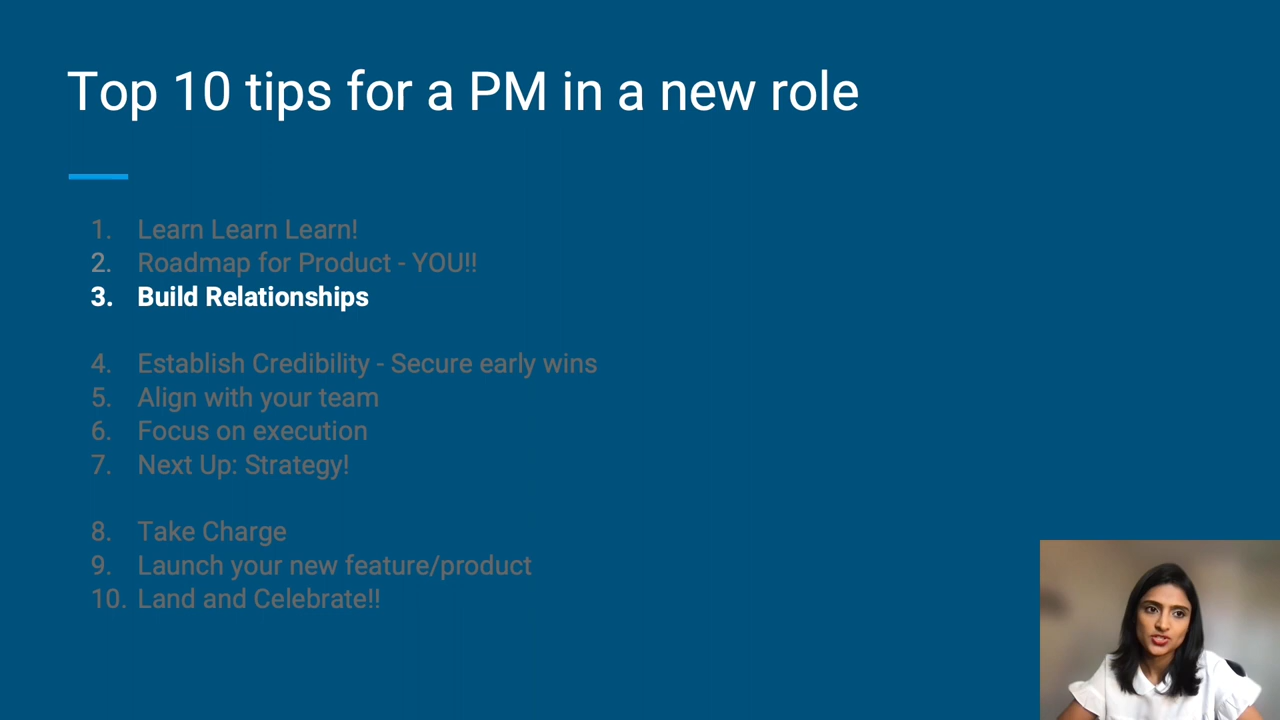 Top 10 tips for a PM in a new role
1. Learn Learn Learn!
2. Roadmap for Product - YOU!!
3. Build Relationships
4. Establish Credibility - Secure early wins
5. Align with your team
6. Focus on execution
7. Next Up: Strategy!
8. Take Charge
9. Launch your new feature/product
10. Land and Celebrate!!